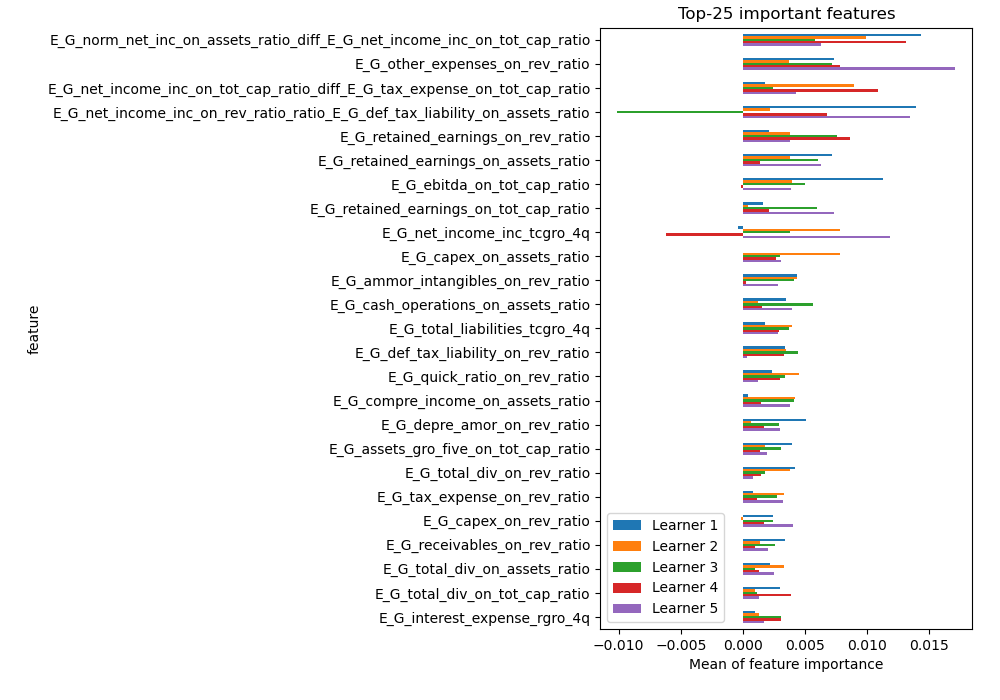 Top-25 important features
E_G_norm_net_inc_on_assets_ratio_diff_E_G_net_income_inc_on_tot_cap_ratio
E_G_other_expenses_on_rev_ratio
E_G_net_income_inc_on_tot_cap_ratio_diff_E_G_tax_expense_on_tot_cap_ratio
E_G_net_income_inc_on_rev_ratio_ratio_E_G_def_tax_liability_on_assets_ratio
E_G_retained_earnings_on_rev_ratio
E_G_retained_earnings_on_assets_ratio
E_G_ebitda_on_tot_cap_ratio
E_G_retained_earnings_on_tot_cap_ratio
E_G_net_income_inc_tcgro_4q
E_G_capex_on_assets_ratio
E_G_ammor_intangibles_on_rev_ratio
E_G_cash_operations_on_assets_ratio
E_G_total_liabilities_tcgro_4q
E_G_def_tax_liability_on_rev_ratio
E_G_quick_ratio_on_rev_ratio
E_G_compre_income_on_assets_ratio
E_G_depre_amor_on_rev_ratio
E_G_assets_gro_five_on_tot_cap_ratio
E_G_total_div_on_rev_ratio
E_G_tax_expense_on_rev_ratio
E_G_capex_on_rev_ratio
E_G_receivables_on_rev_ratio
E_G_total_div_on_assets_ratio
E_G_total_div_on_tot_cap_ratio
E_G_interest_expense_rgro_4q
feature
Learner 1
Learner 2
Learner 3
Learner 4
Learner 5
−0.010 −0.005 0.000 0.005 0.010 0.015
Mean of feature importance